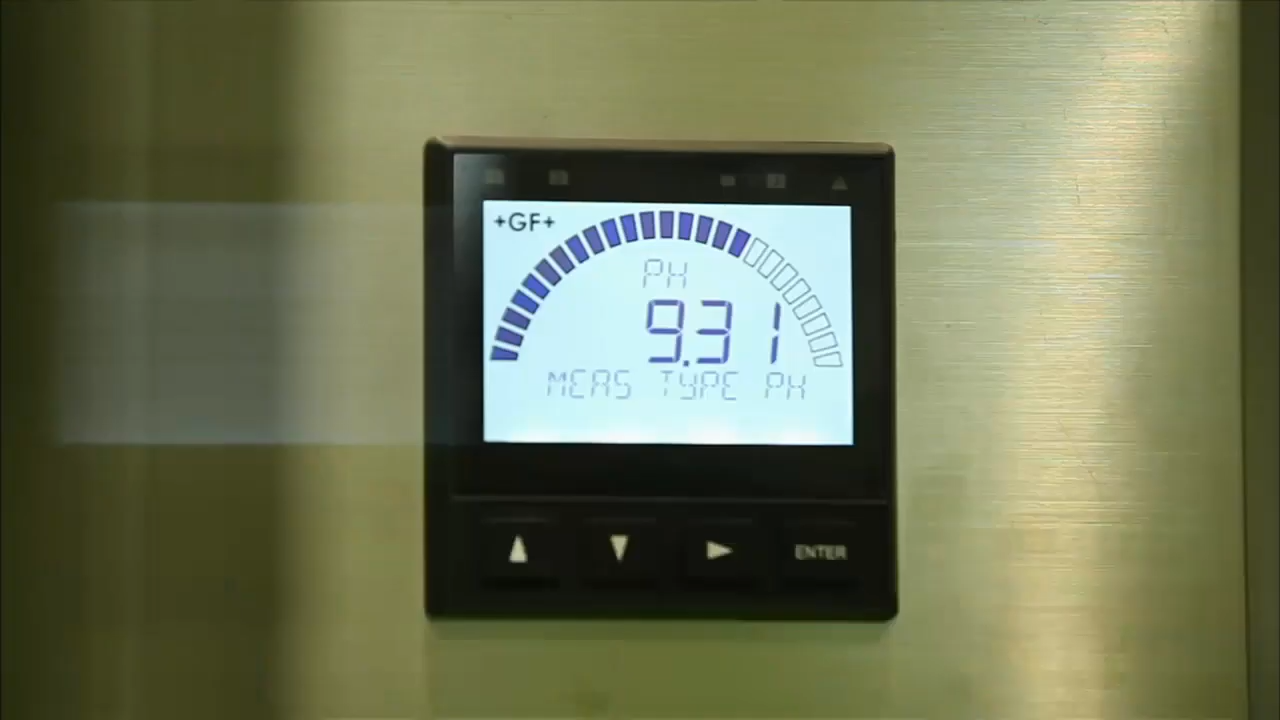 +GF+
PH
9.31
MEAS TYPE PH
ENTER